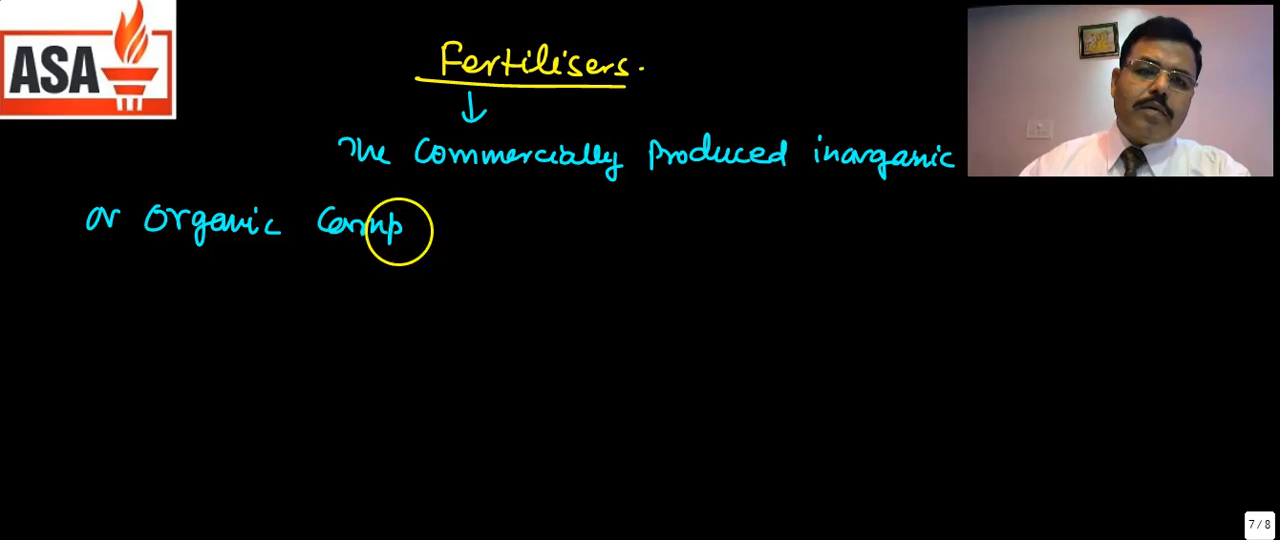 ASA
Fertilisers.
The Commercially Produced inorganic
or Organic Comp
7/8